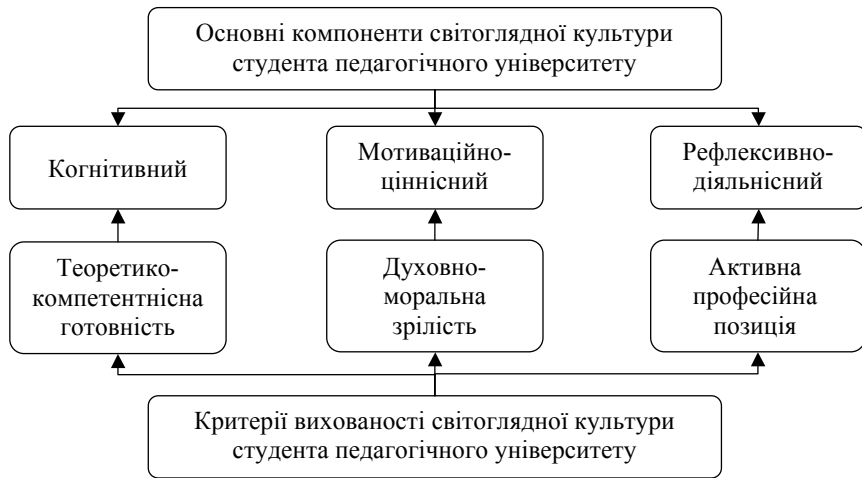 Основні компоненти світоглядної культури
студента педагогічного університету
Когнітивний
Мотиваційно-
ціннісний
Рефлексивно-
діяльнісний
Теоретико-
компетентнісна
готовність
Духовно-
моральна
зрілість
Активна
професійна
позиція
Критерії вихованості світоглядної культури
студента педагогічного університету